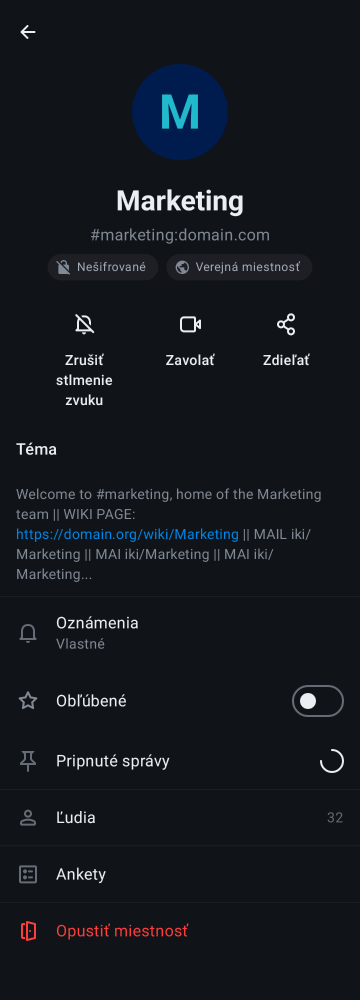 M
Marketing
#marketing:domain.com
Nešifrované
Verejná miestnosť
Zrušiť
stlmenie
zvuku
Zavolať
Zdieľať
Téma
Welcome to #marketing, home of the Marketing
team || WIKI PAGE:
https://domain.org/wiki/Marketing || MAIL iki/
Marketing || MAI iki/Marketing || MAI iki/
Marketing...
Oznámenia
Vlastné
Obľúbené
Pripnuté správy
Ľudia
32
Ankety
Opustiť miestnosť